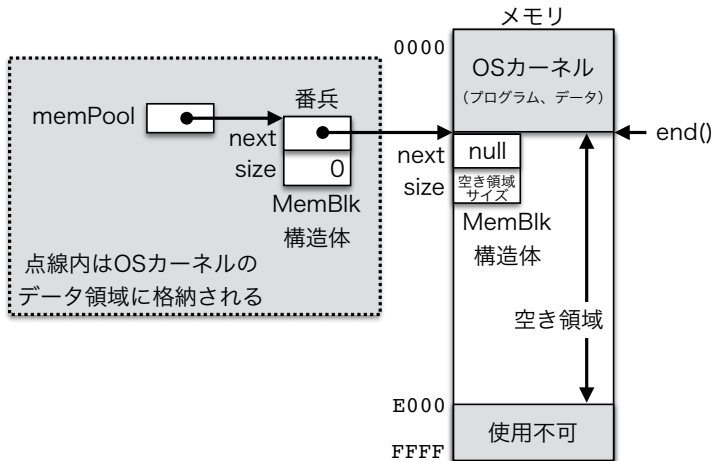 メモリ
0000
OSカーネル
(プログラム、データ)
end()
番兵
memPool
next
size
0
MemBlk
構造体
点線内はOSカーネルの
データ領域に格納される
next
null
size
空き領域
サイズ
MemBlk
構造体
空き領域
E000
使用不可
FFFF